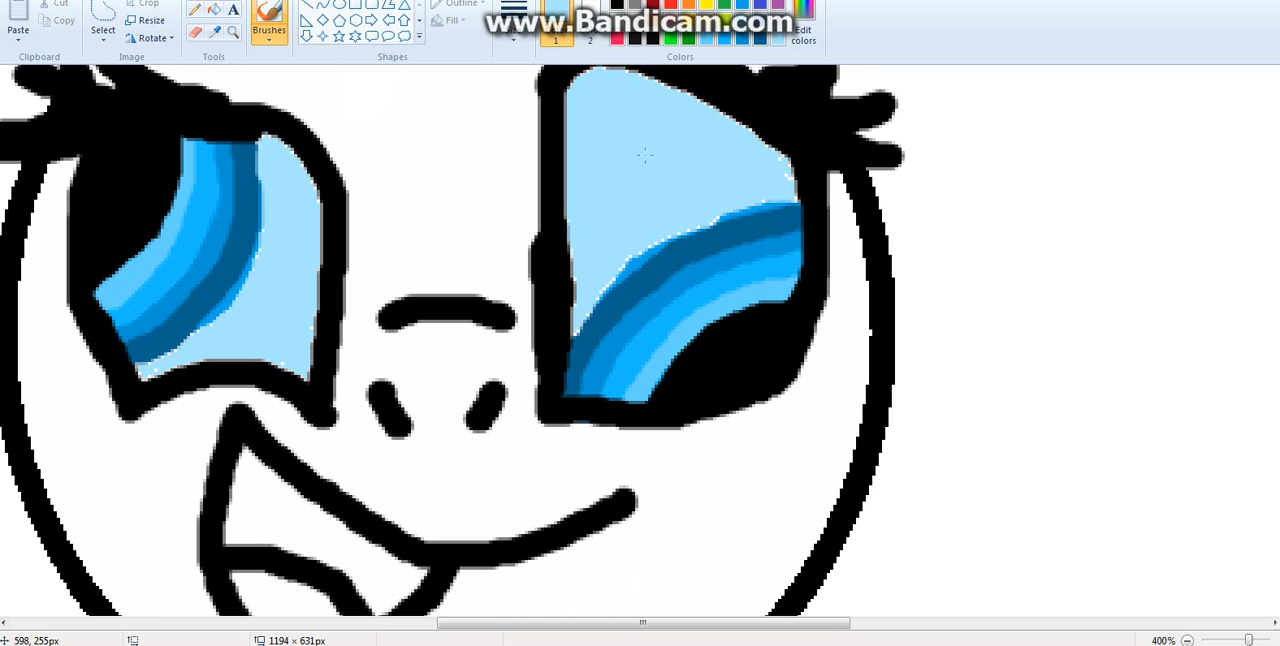 www.Bandicam.com
Cut
Crop
Outline
Paste
Copy
Select
Resize
Rotate
A
Brushes
Fill
1
2
Edit
colors
Clipboard
Image
Tools
Shapes
Colors
598, 255px
1194 × 631px
400%